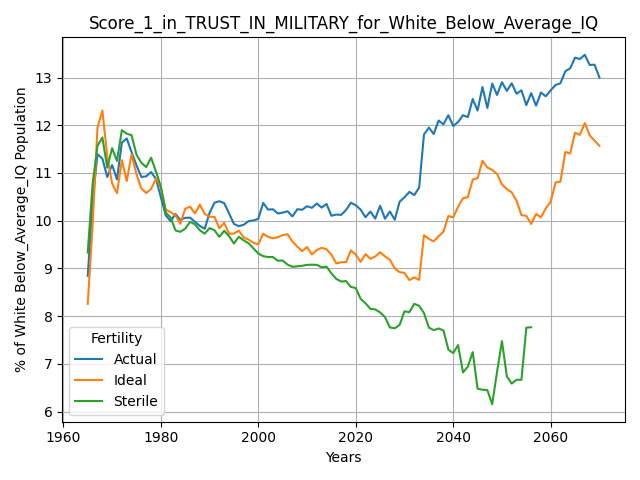 Score_1_in_TRUST_IN_MILITARY_for_White_Below_Average_IQ
% of White Below_Average_IQ Population
13
12
11
10
9
8
7
6
Fertility
Actual
Ideal
Sterile
1960
1980
2000
2020
2040
2060
Years